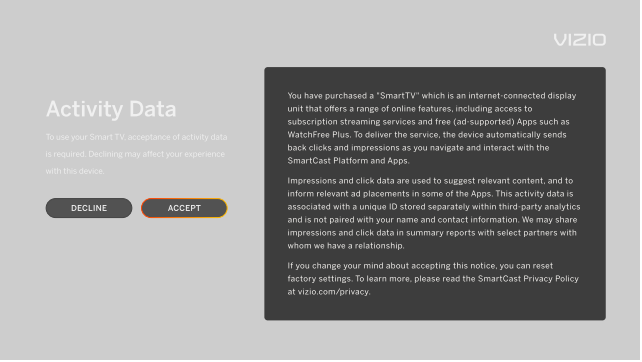 VIZIO
Activity Data
To use your Smart TV, acceptance of activity data
is required. Declining may affect your experience
with this device.
DECLINE
ACCEPT
You have purchased a "SmartTV" which is an internet-connected display
unit that offers a range of online features, including access to
subscription streaming services and free (ad-supported) Apps such as
WatchFree Plus. To deliver the service, the device automatically sends
back clicks and impressions as you navigate and interact with the
SmartCast Platform and Apps.
Impressions and click data are used to suggest relevant content, and to
inform relevant ad placements in some of the Apps. This activity data is
associated with a unique ID stored separately within third-party analytics
and is not paired with your name and contact information. We may share
impressions and click data in summary reports with select partners with
whom we have a relationship.
If you change your mind about accepting this notice, you can reset
factory settings. To learn more, please read the SmartCast Privacy Policy
at vizio.com/privacy.